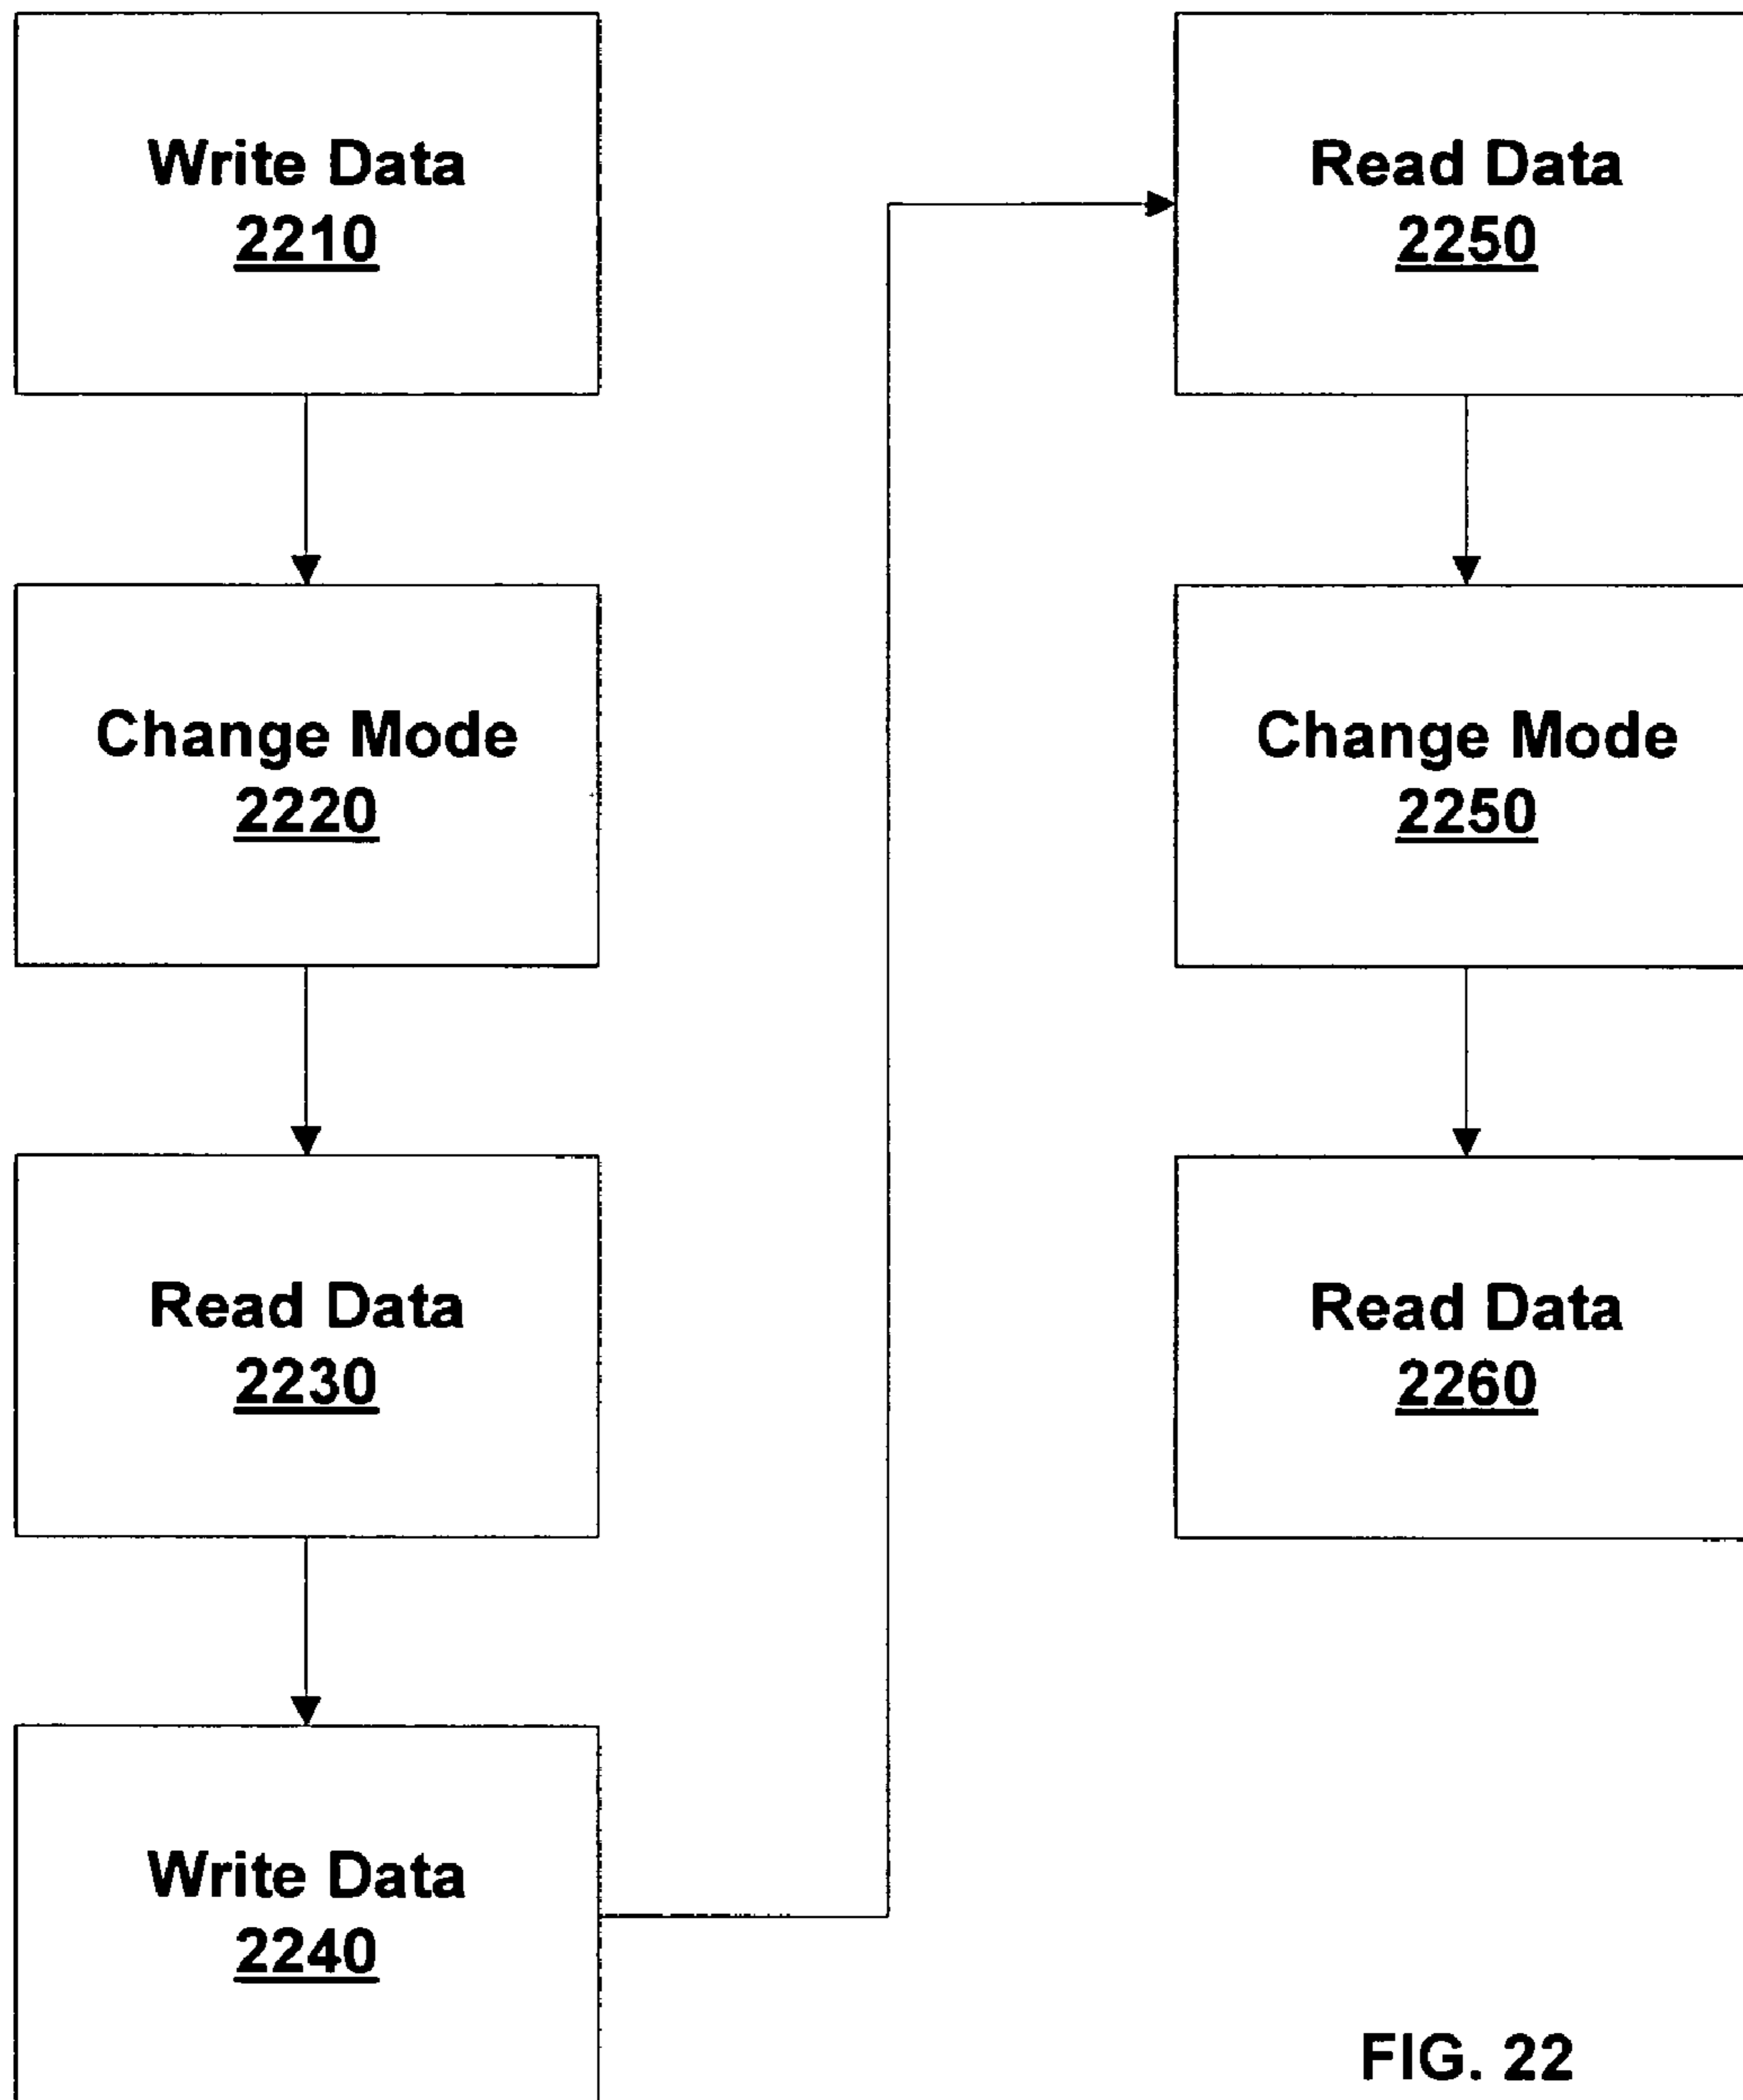 Write Data
2210
Change Mode
2220
Read Data
2230
Write Data
2240
Read Data
2250
Change Mode
2250
Read Data
2260
FIG. 22